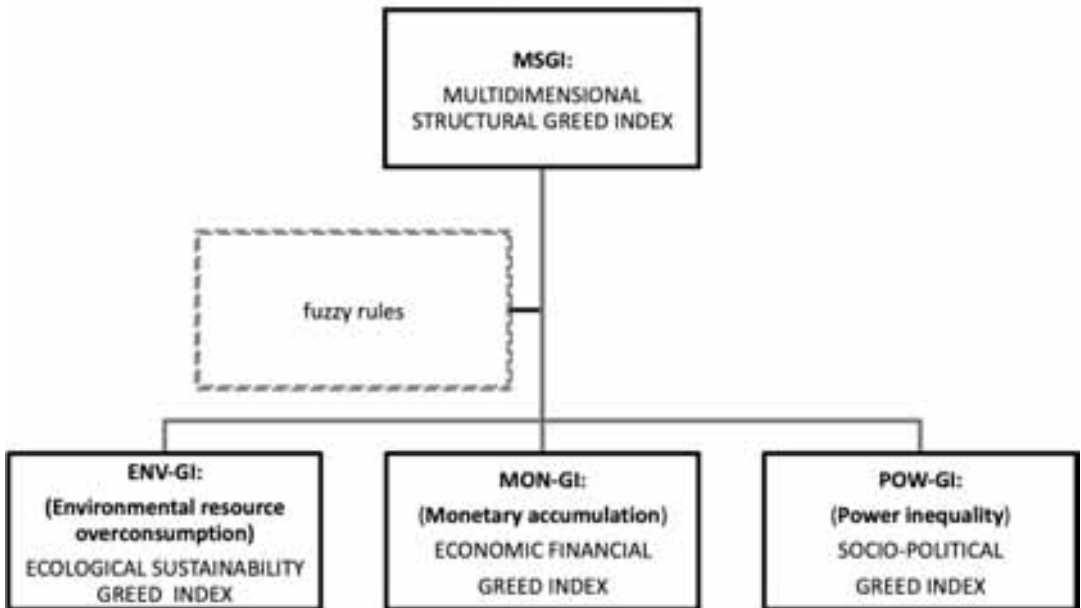 MSGI:
MULTIDIMENSIONAL
STRUCTURAL GREED INDEX
fuzzy rules
ENV-GI:
(Environmental resource
overconsumption)
ECOLOGICAL SUSTAINABILITY
GREED INDEX
MON-GI:
(Monetary accumulation)
ECONOMIC FINANCIAL
GREED INDEX
POW-GI:
(Power inequality)
SOCIO-POLITICAL
GREED INDEX